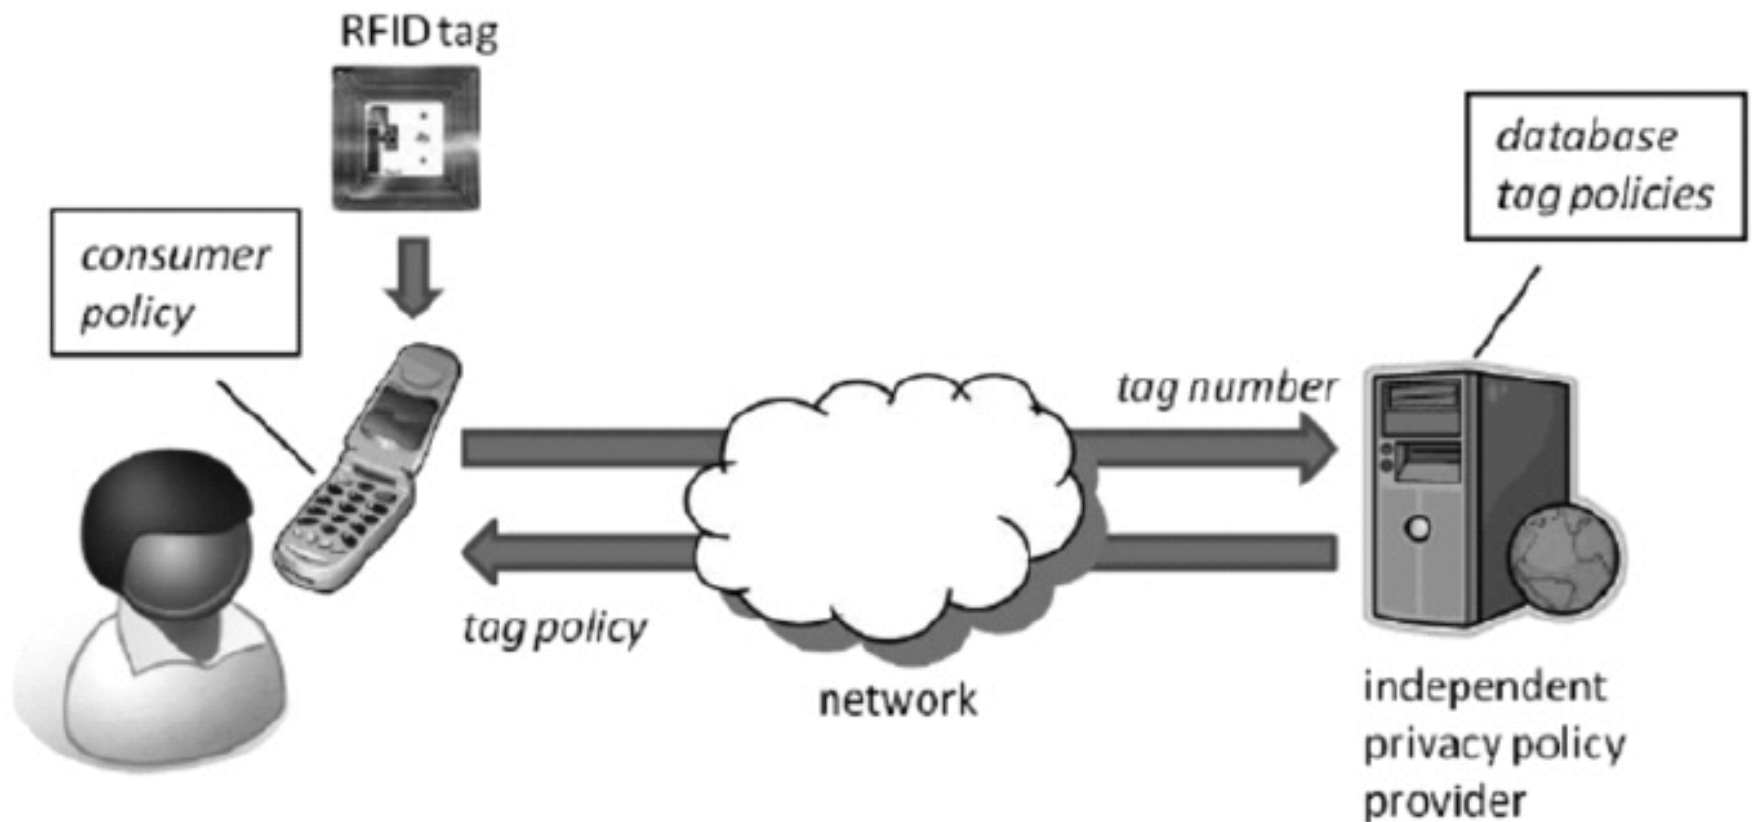 RFID tag
consumer
policy
database
tag policies
tag number
tag policy
network
independent
privacy policy
provider